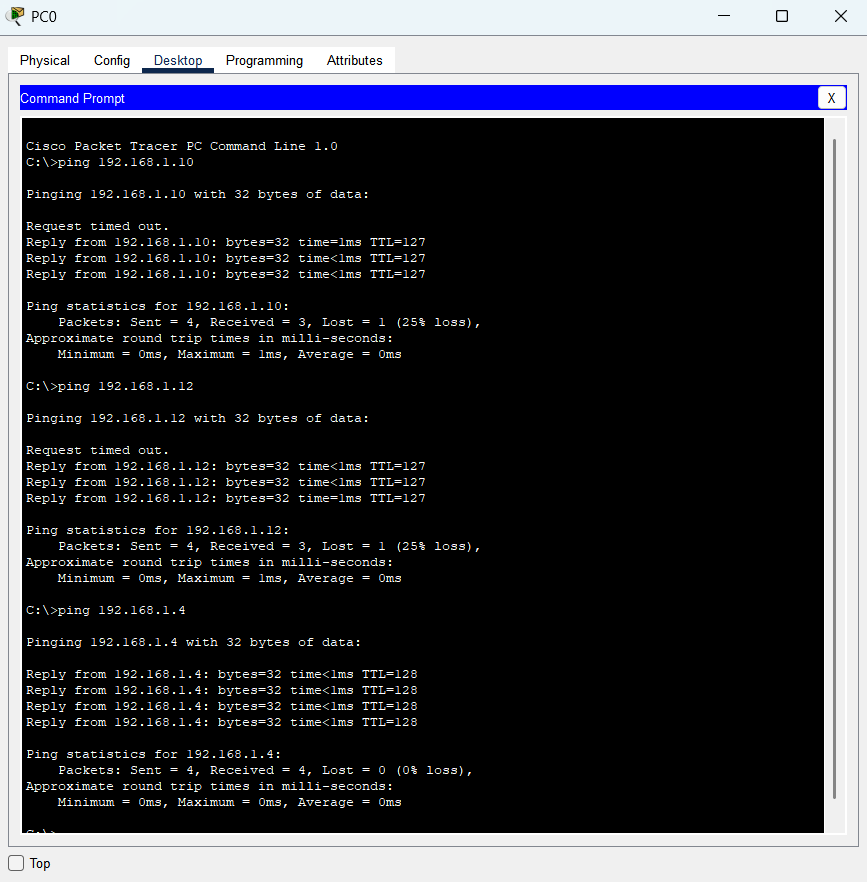 PC0
Physical Config Desktop Programming Attributes
Command Prompt X
Cisco Packet Tracer PC Command Line 1.0
C:\>ping 192.168.1.10
Pinging 192.168.1.10 with 32 bytes of data:
Request timed out.
Reply from 192.168.1.10: bytes=32 time=1ms TTL=127
Reply from 192.168.1.10: bytes=32 time<1ms TTL=127
Reply from 192.168.1.10: bytes=32 time<1ms TTL=127
Ping statistics for 192.168.1.10:
Packets: Sent = 4, Received = 3, Lost = 1 (25% loss),
Approximate round trip times in milli-seconds:
Minimum = 0ms, Maximum = 1ms, Average = 0ms
C:\>ping 192.168.1.12
Pinging 192.168.1.12 with 32 bytes of data:
Request timed out.
Reply from 192.168.1.12: bytes=32 time<1ms TTL=127
Reply from 192.168.1.12: bytes=32 time<1ms TTL=127
Reply from 192.168.1.12: bytes=32 time=1ms TTL=127
Ping statistics for 192.168.1.12:
Packets: Sent = 4, Received = 3, Lost = 1 (25% loss),
Approximate round trip times in milli-seconds:
Minimum = 0ms, Maximum = 1ms, Average = 0ms
C:\>ping 192.168.1.4
Pinging 192.168.1.4 with 32 bytes of data:
Reply from 192.168.1.4: bytes=32 time<1ms TTL=128
Reply from 192.168.1.4: bytes=32 time<1ms TTL=128
Reply from 192.168.1.4: bytes=32 time<1ms TTL=128
Reply from 192.168.1.4: bytes=32 time<1ms TTL=128
Ping statistics for 192.168.1.4:
Packets: Sent = 4, Received = 4, Lost = 0 (0% loss),
Approximate round trip times in milli-seconds:
Minimum = 0ms, Maximum = 0ms, Average = 0ms
C:\>
Top